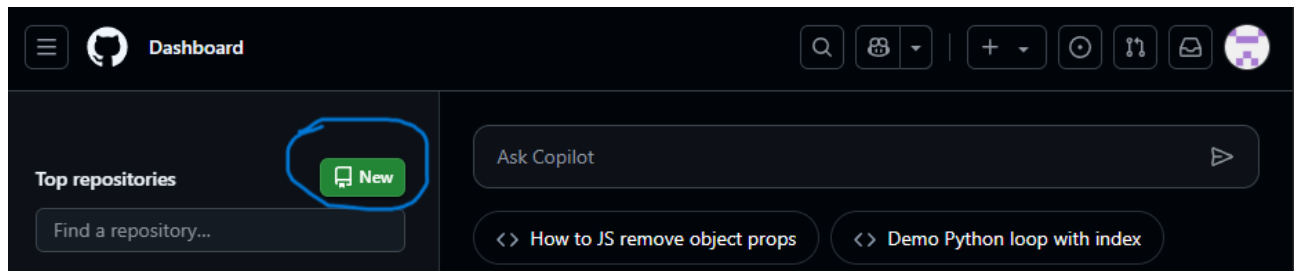 Dashboard
Top repositories
New
Find a repository...
Ask Copilot
How to JS remove object props
Demo Python loop with index